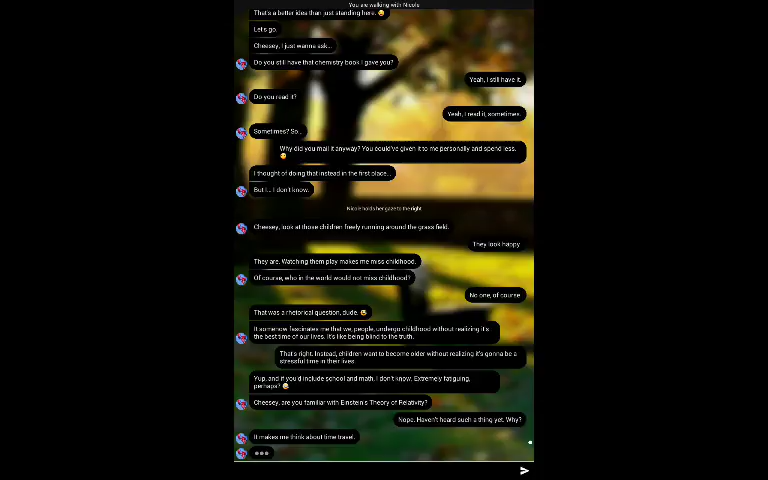 You are walking with Nicole
That's a better idea than just standing here. 😅
Let's go.
Cheesey, I just wanna ask...
Do you still have that chemistry book I gave you?
Yeah, I still have it.
Do you read it?
Yeah, I read it, sometimes.
Sometimes? So...
Why did you mail it anyway? You could've given it to me personally and spend less.
I thought of doing that instead in the first place...
But I... I don't know.
Nicole holds her gaze to the right
Cheesey, look at those children freely running around the grass field.
They look happy
They are. Watching them play makes me miss childhood.
Of course, who in the world would not miss childhood?
No one, of course
That was a rhetorical question, dude. 😅
It somehow fascinates me that we, people, undergo childhood without realizing it's
the best time of our lives. It's like being blind to the truth.
That's right. Instead, children want to become older without realizing it's gonna be a
stressful time in their lives
Yup, and if you'd include school and math, I don't know. Extremely fatiguing,
perhaps?
Cheesey, are you familiar with Einstein's Theory of Relativity?
Nope. Haven't heard such a thing yet. Why?
It makes me think about time travel.